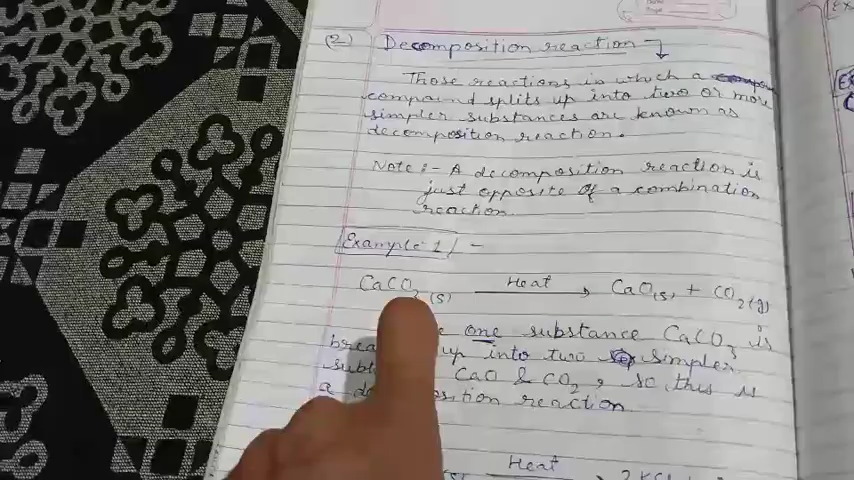 (2) Decomposition reaction
Those reactions in which a
compound splits up into two or more
simpler substances are known as
decomposition reaction.
Note :- A decomposition reaction is
just opposite of a combination
reaction.
Example 1) -
CaCO3 (s) Heat → CaO(s) + CO2(g)
one substance CaCO3 is
up into two simpler
CaO & CO2, so this is
a reaction
Heat